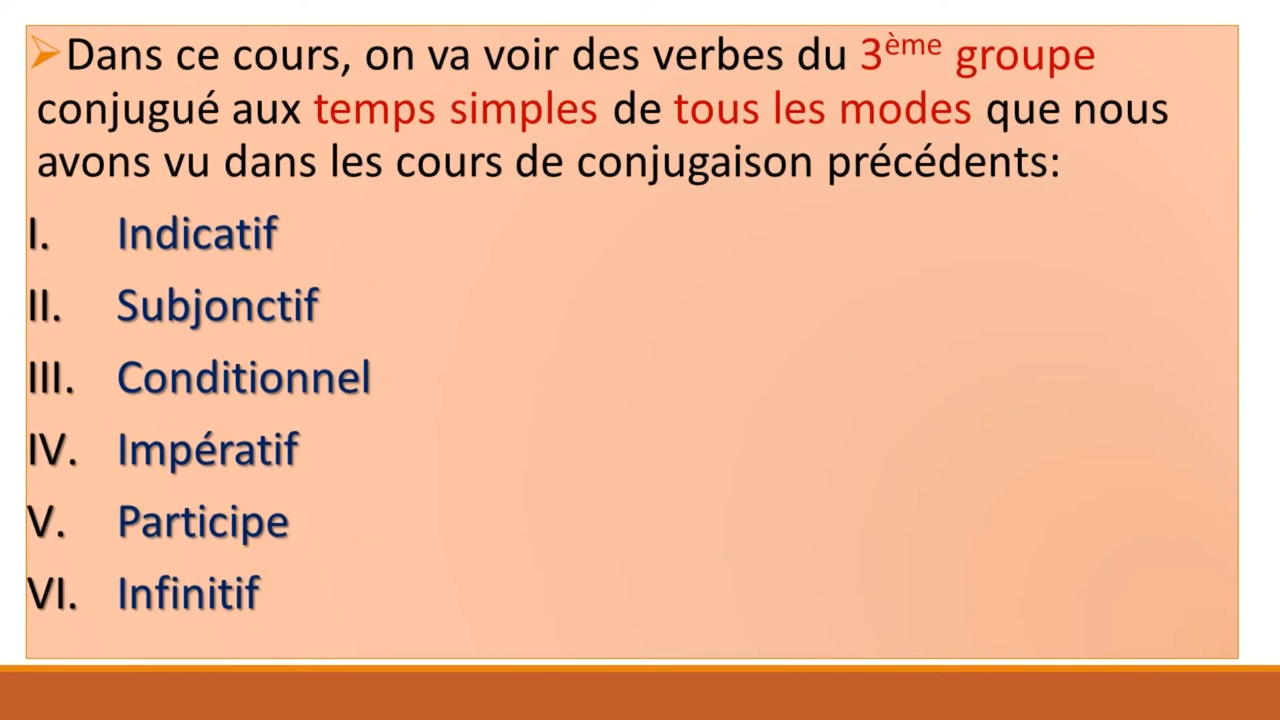 ➢Dans ce cours, on va voir des verbes du 3ème groupe
conjugué aux temps simples de tous les modes que nous
avons vu dans les cours de conjugaison précédents:
I. Indicatif
II. Subjonctif
III. Conditionnel
IV. Impératif
V. Participe
VI. Infinitif